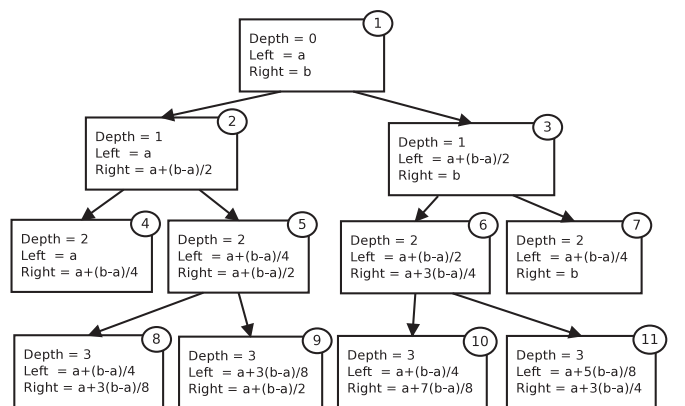 1
Depth = 0
Left = a
Right = b
2
Depth = 1
Left = a
Right = a+(b-a)/2
3
Depth = 1
Left = a+(b-a)/2
Right = b
4
Depth = 2
Left = a
Right = a+(b-a)/4
5
Depth = 2
Left = a+(b-a)/4
Right = a+(b-a)/2
6
Depth = 2
Left = a+(b-a)/2
Right = a+3(b-a)/4
7
Depth = 2
Left = a+(b-a)/4
Right = b
8
Depth = 3
Left = a+(b-a)/4
Right = a+3(b-a)/8
9
Depth = 3
Left = a+3(b-a)/8
Right = a+(b-a)/2
10
Depth = 3
Left = a+(b-a)/4
Right = a+7(b-a)/8
11
Depth = 3
Left = a+5(b-a)/8
Right = a+3(b-a)/4